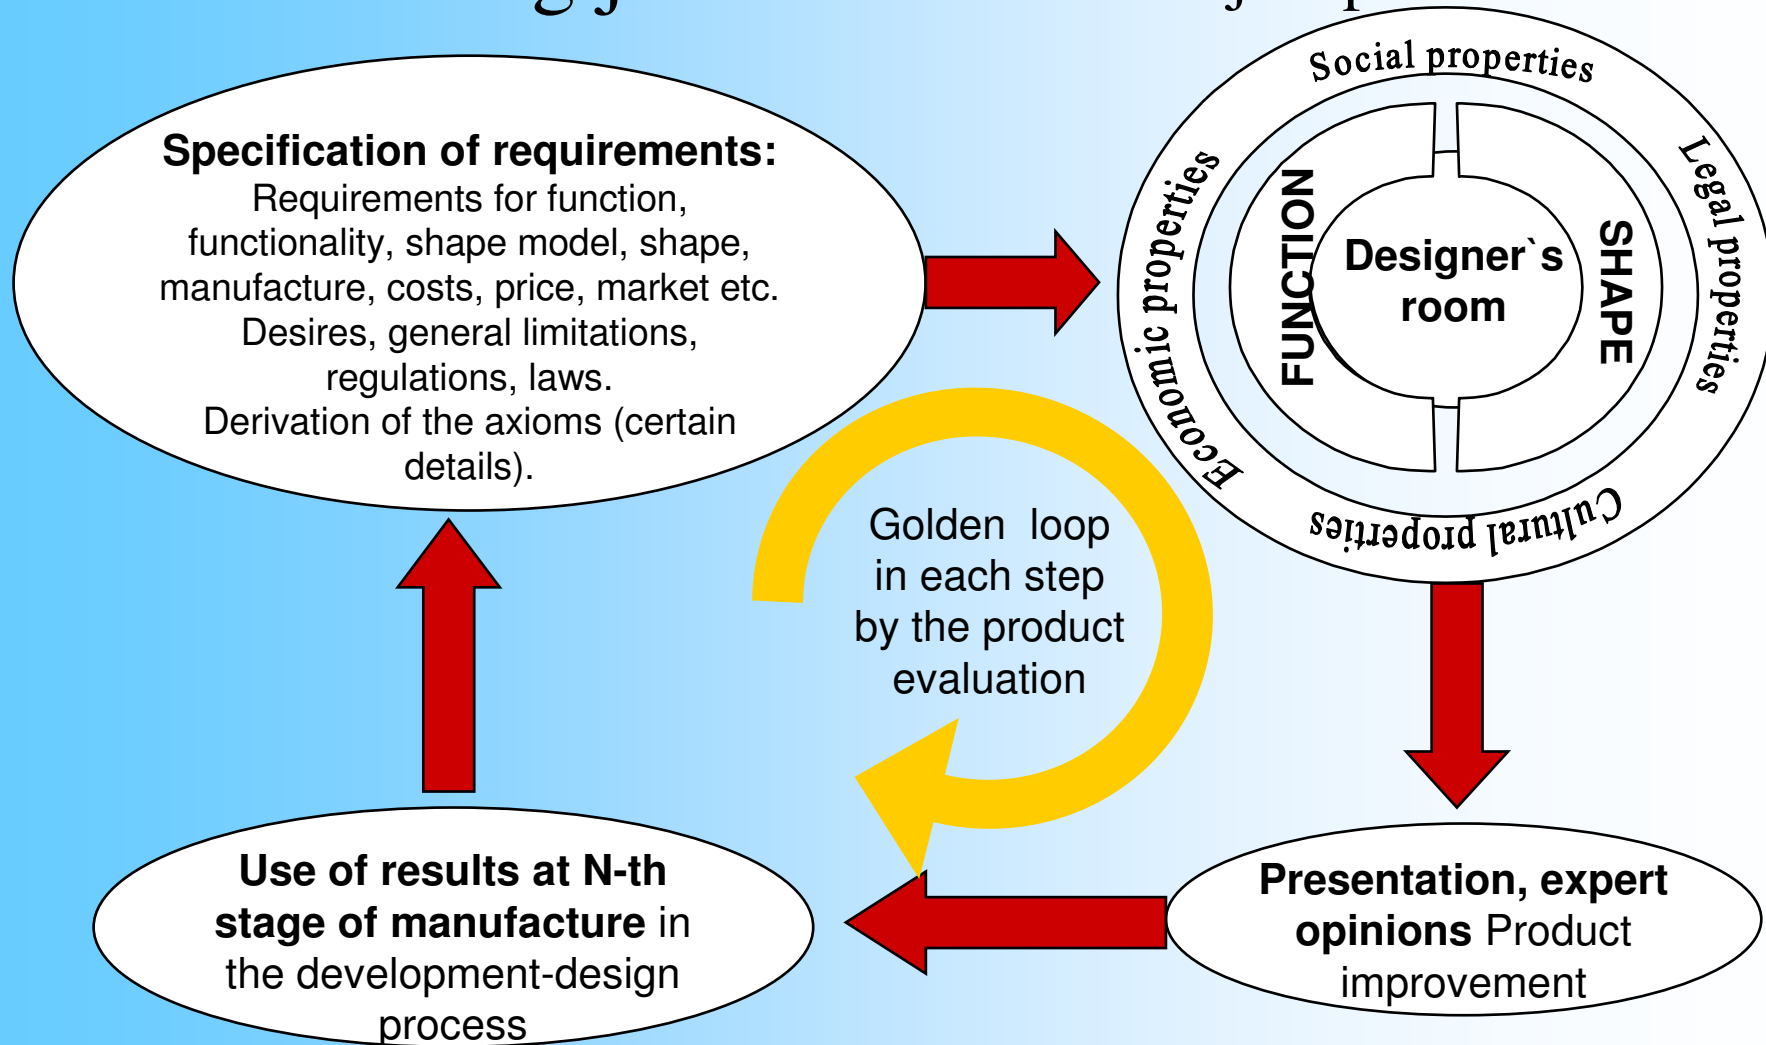 Specification of requirements:
Requirements for function,
functionality, shape model, shape,
manufacture, costs, price, market etc.
Desires, general limitations,
regulations, laws.
Derivation of the axioms (certain
details).
Social properties
Legal properties
Cultural properties
Economic properties
FUNCTION
SHAPE
Designer`s
room
Golden loop
in each step
by the product
evaluation
Use of results at N-th
stage of manufacture in
the development-design
process
Presentation, expert
opinions Product
improvement